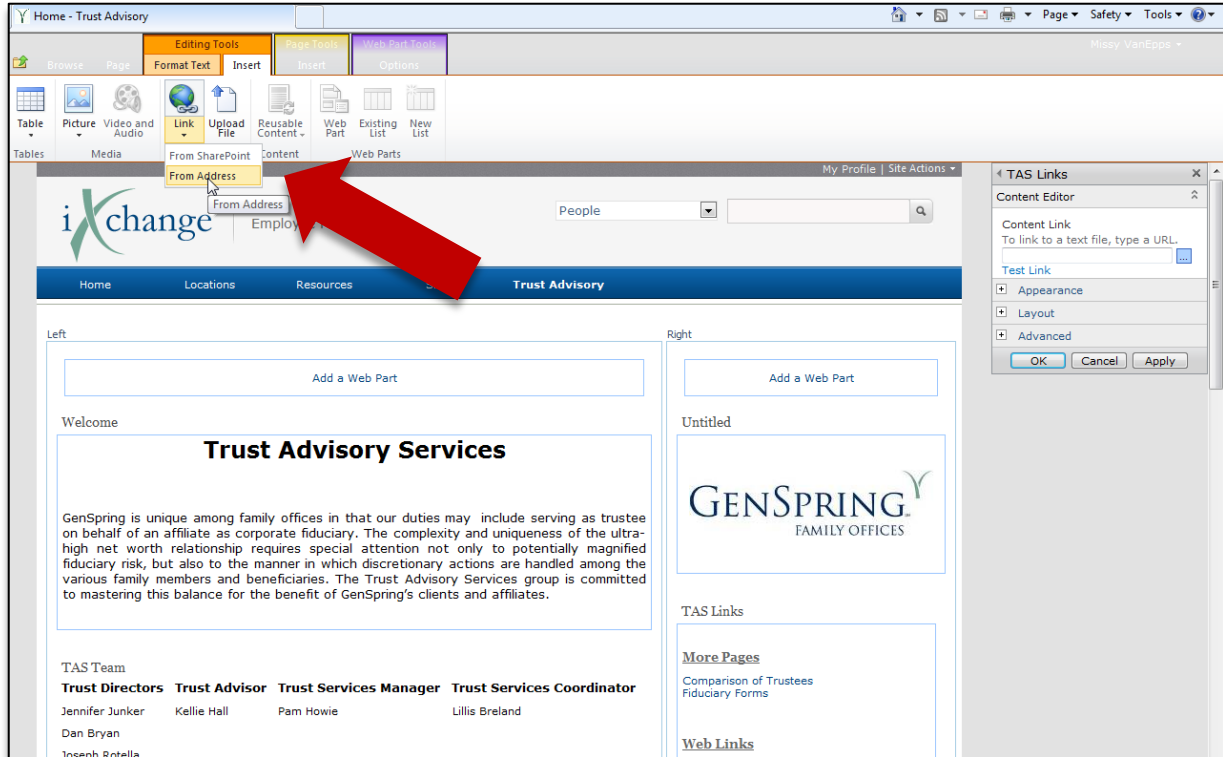 Home - Trust Advisory
Page Safety Tools
Editing Tools Page Tools Web Part Tools
Missy VanEpps
Browse Page Format Text Insert Insert Options
Table Picture Video and Audio Link Upload File Reusable Content Web Part Existing List New List
Tables Media Content Web Parts
From SharePoint
From Address
From Address
My Profile | Site Actions
iXchange
Employ
People
Home Locations Resources Trust Advisory
TAS Links
Content Editor
Content Link
To link to a text file, type a URL.
Test Link
Appearance
Layout
Advanced
OK Cancel Apply
Left
Add a Web Part
Welcome
Trust Advisory Services
GenSpring is unique among family offices in that our duties may include serving as trustee
on behalf of an affiliate as corporate fiduciary. The complexity and uniqueness of the ultra-
high net worth relationship requires special attention not only to potentially magnified
fiduciary risk, but also to the manner in which discretionary actions are handled among the
various family members and beneficiaries. The Trust Advisory Services group is committed
to mastering this balance for the benefit of GenSpring's clients and affiliates.
TAS Team
Trust Directors Trust Advisor Trust Services Manager Trust Services Coordinator
Jennifer Junker Kellie Hall Pam Howie Lillis Breland
Dan Bryan
Joseph Rotella
Right
Add a Web Part
Untitled
GENSPRING
FAMILY OFFICES
TAS Links
More Pages
Comparison of Trustees
Fiduciary Forms
Web Links